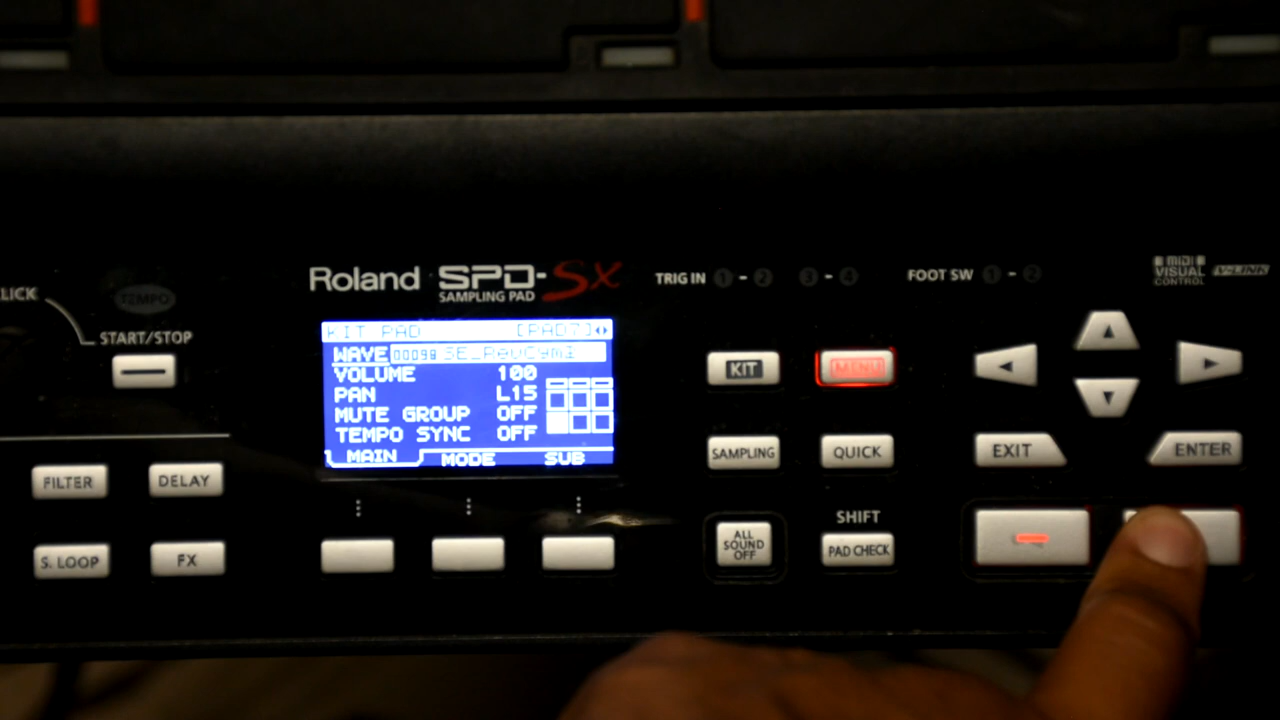 Roland SPD-SX
SAMPLING PAD
TRIG IN 1 - 2 3 - 4
FOOT SW 1 - 2
MINI
VISUAL
CONTROL
V-LINK
LICK
TEMPO
START/STOP
KIT PAD [PAD7]
WAVE 00098 SE_RevCym1
VOLUME 100
PAN L15
MUTE GROUP OFF
TEMPO SYNC OFF
MAIN MODE SUB
KIT
MENU
EXIT
ENTER
SAMPLING
QUICK
FILTER
DELAY
SHIFT
ALL
SOUND
OFF
PAD CHECK
S. LOOP
FX